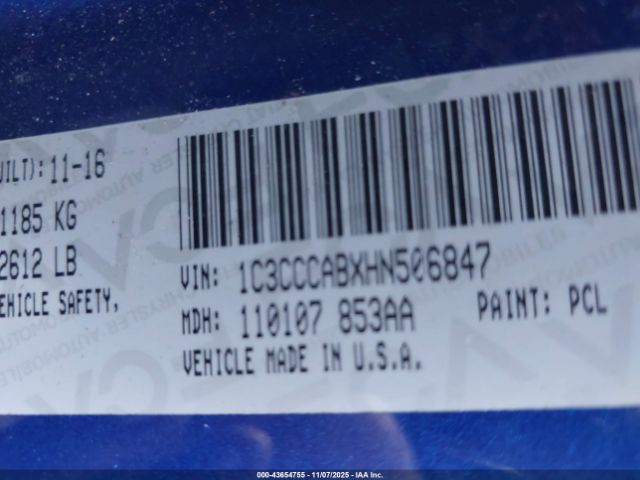 UILT): 11-16
1185 KG
2612 LB
EHICLE SAFETY,
VIN: 1C3CCCABXHN506847
MDH: 110107 853AA PAINT: PCL
VEHICLE MADE IN U.S.A.
000-43654755 - 11/07/2025 - IAA Inc.